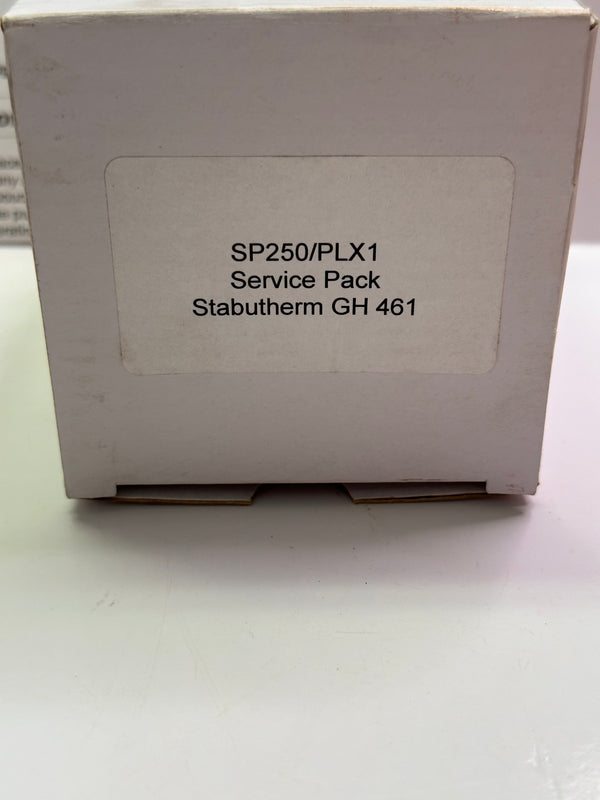 SP250/PLX1
Service Pack
Stabutherm GH 461